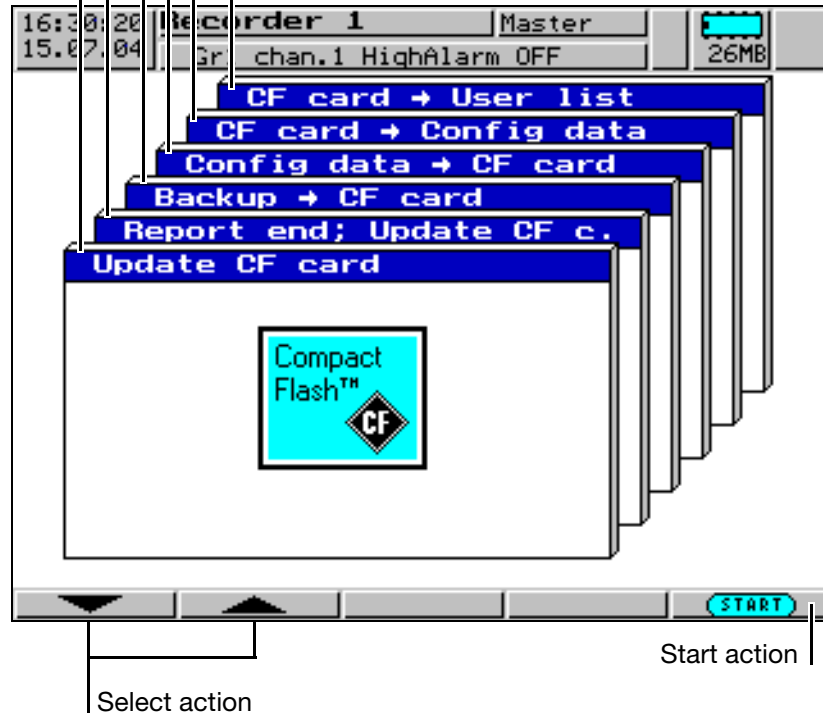 16:30:20 Recorder 1 Master
15.07.04 Gr. chan.1 HighAlarm OFF 26MB
CF card → User list
CF card → Config data
Config data → CF card
Backup → CF card
Report end; Update CF c.
Update CF card
Compact
Flash™
CF
START
Start action
Select action